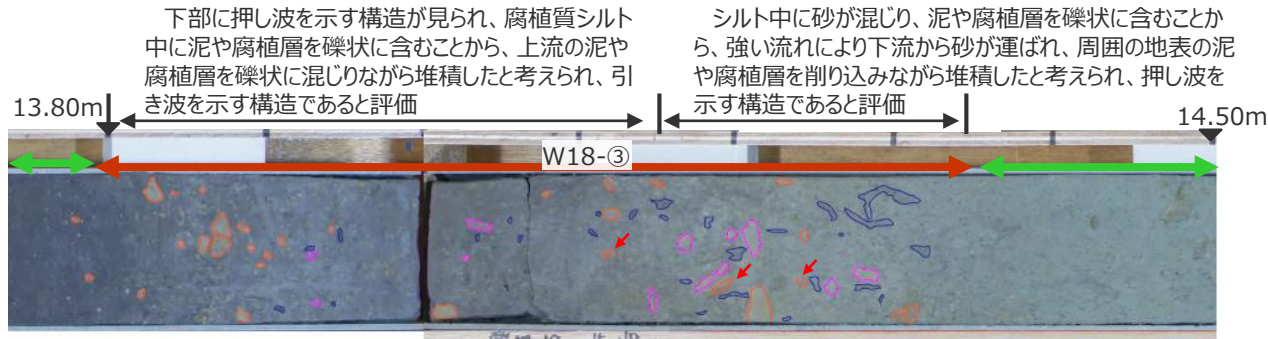 下部に押し波を示す構造が見られ、腐植質シルト
中に泥や腐植層を礫状に含むことから、上流の泥や
腐植層を礫状に混じりながら堆積したと考えられ、引
き波を示す構造であると評価
シルト中に砂が混じり、泥や腐植層を礫状に含むことか
ら、強い流れにより下流から砂が運ばれ、周囲の地表の泥
や腐植層を削り込みながら堆積したと考えられ、押し波を
示す構造であると評価
13.80m
14.50m
W18-③